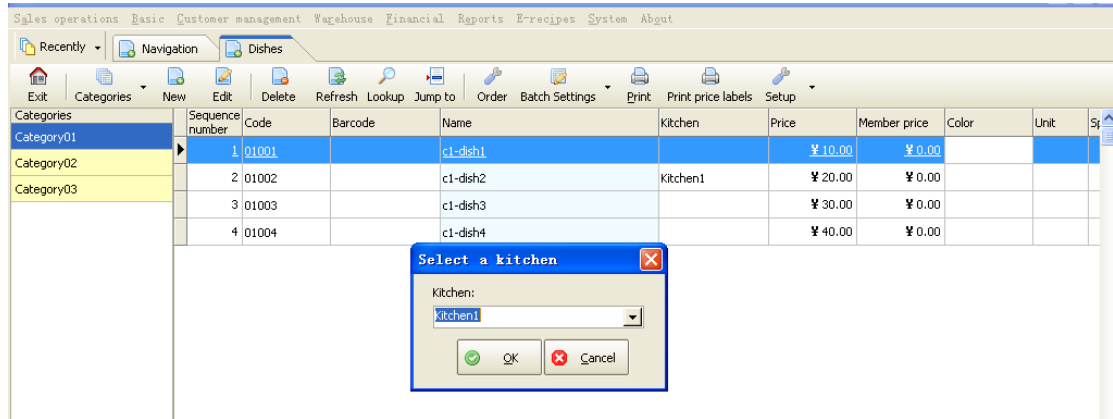 Sales operations Basic Customer management Warehouse Financial Reports E-recipes System About
Recently Navigation Dishes
Exit Categories New Edit Delete Refresh Lookup Jump to Order Batch Settings Print Print price labels Setup
Categories
Category01
Category02
Category03
Sequence number Code Barcode Name Kitchen Price Member price Color Unit
1 01001 c1-dish1 ¥ 10.00 ¥ 0.00
2 01002 c1-dish2 Kitchen1 ¥ 20.00 ¥ 0.00
3 01003 c1-dish3 ¥ 30.00 ¥ 0.00
4 01004 c1-dish4 ¥ 40.00 ¥ 0.00
Select a kitchen
Kitchen:
Kitchen1
OK Cancel